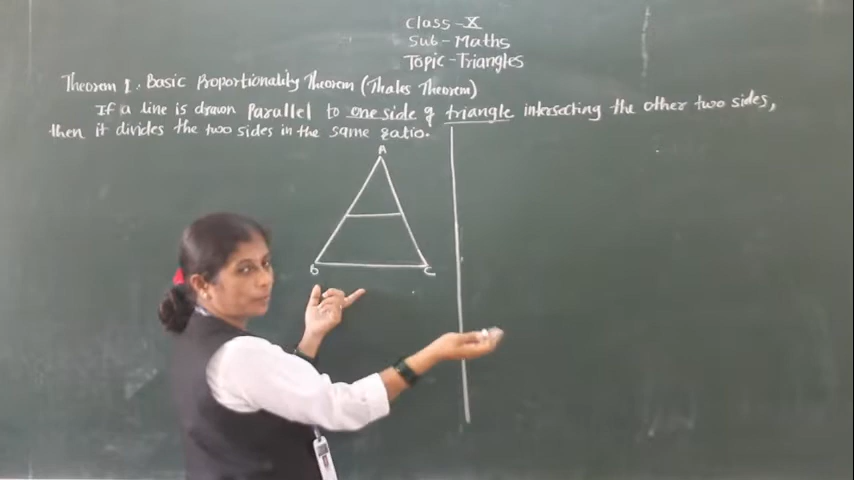 Class-X
Sub-Maths
Topic-Triangles
Theorem 1: Basic Proportionality Theorem (Thales Theorem)
If a line is drawn Parallel to one side of triangle intersecting the other two sides,
then it divides the two sides in the same ratio.
A
B
C